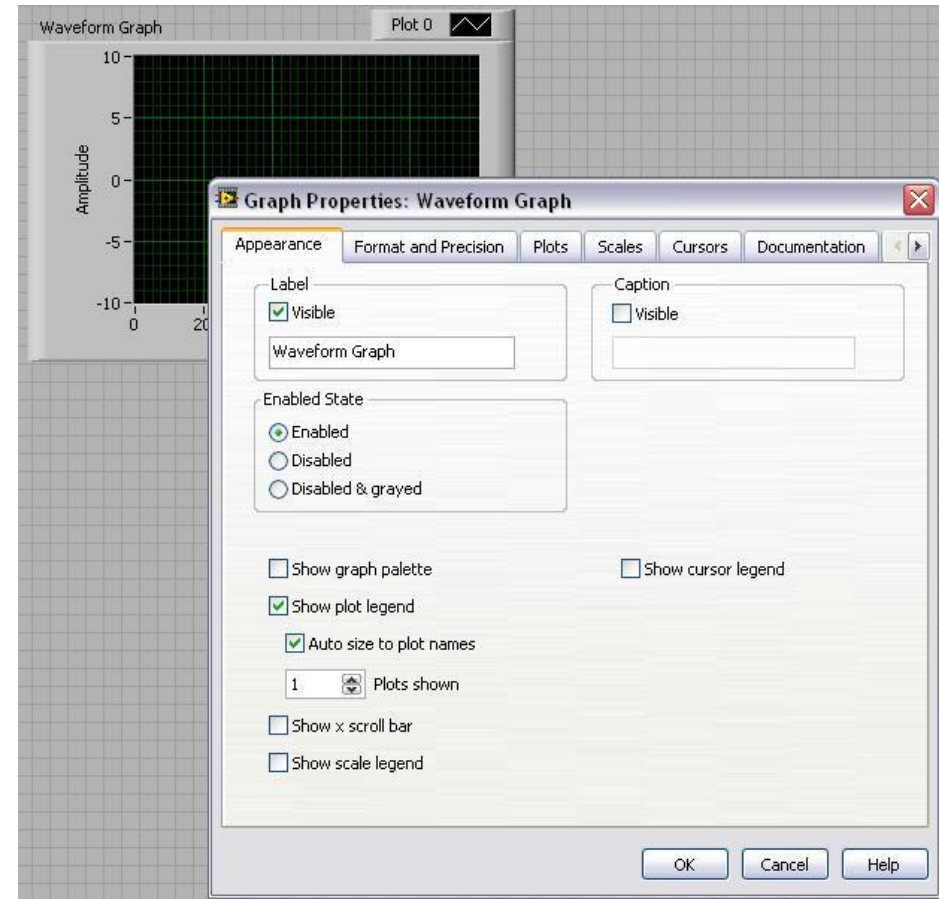 Waveform Graph
Plot 0
10
5
0
-5
-10
Amplitude
0
20
Graph Properties: Waveform Graph
Appearance
Format and Precision
Plots
Scales
Cursors
Documentation
Label
Visible
Waveform Graph
Caption
Visible
Enabled State
Enabled
Disabled
Disabled & grayed
Show graph palette
Show cursor legend
Show plot legend
Auto size to plot names
1 Plots shown
Show x scroll bar
Show scale legend
OK
Cancel
Help